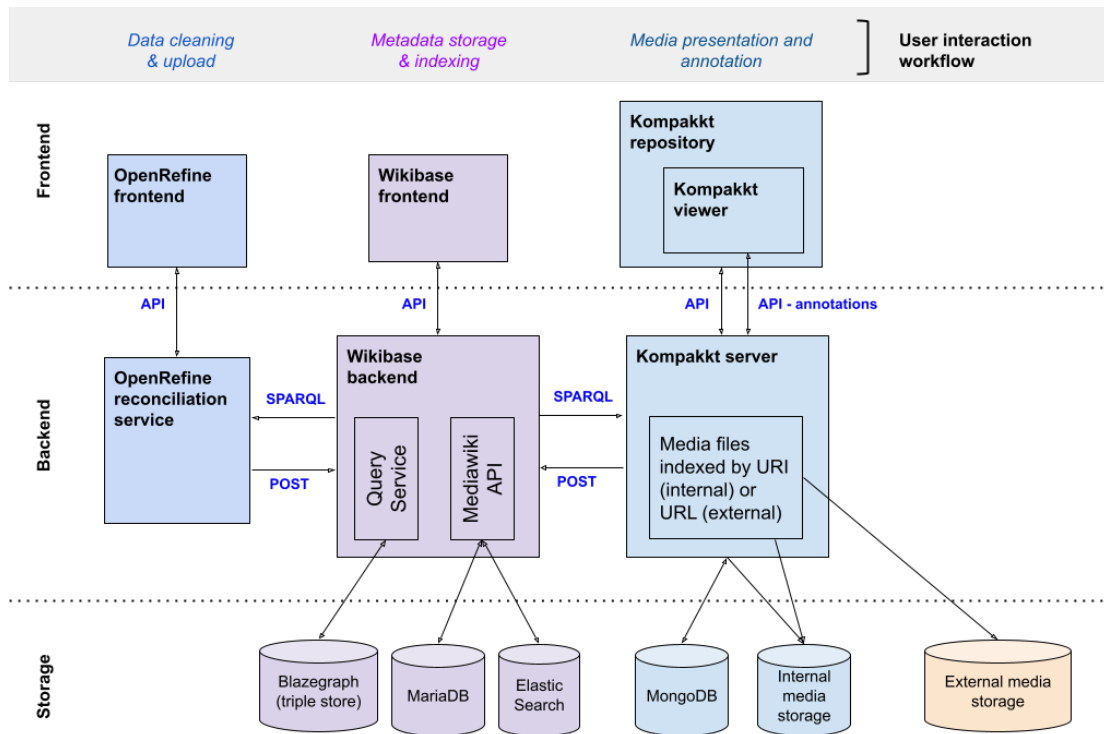 Data cleaning
& upload
Metadata storage
& indexing
Media presentation and
annotation
User interaction
workflow
Frontend
OpenRefine
frontend
Wikibase
frontend
Kompakkt
repository
Kompakkt
viewer
API
API
API
API - annotations
Backend
OpenRefine
reconciliation
service
Wikibase
backend
Kompakkt server
SPARQL
SPARQL
POST
POST
Query
Service
Mediawiki
API
Media files
indexed by URI
(internal) or
URL (external)
Storage
Blazegraph
(triple store)
MariaDB
Elastic
Search
MongoDB
Internal
media
storage
External media
storage